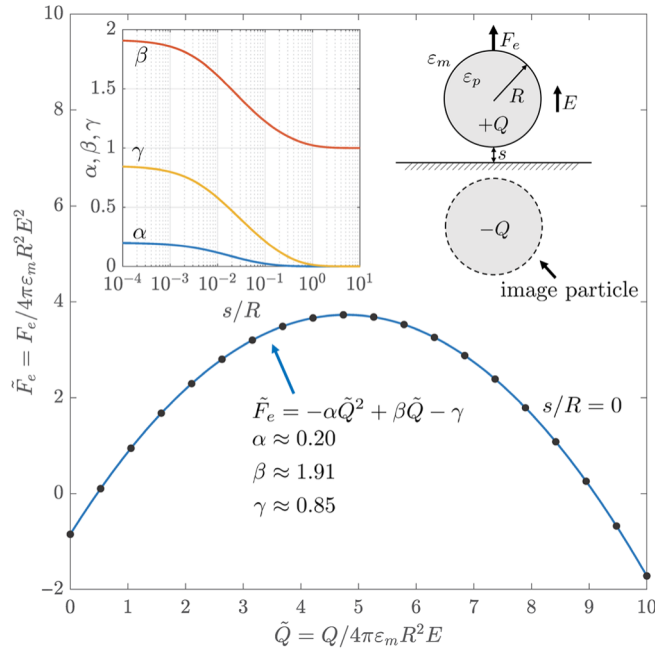 10
8
6
4
2
0
−2
0 1 2 3 4 5 6 7 8 9 10
F̃ₑ = Fₑ/4πεₘR²E²
Q̃ = Q/4πεₘR²E
2
1.5
1
0.5
0
10⁻⁴ 10⁻³ 10⁻² 10⁻¹ 10⁰ 10¹
α, β, γ
s/R
β
γ
α
Fₑ
εₘ
εₚ
R
E
+Q
s
−Q
image particle
F̃ₑ = −αQ̃² + βQ̃ − γ
α ≈ 0.20
β ≈ 1.91
γ ≈ 0.85
s/R = 0